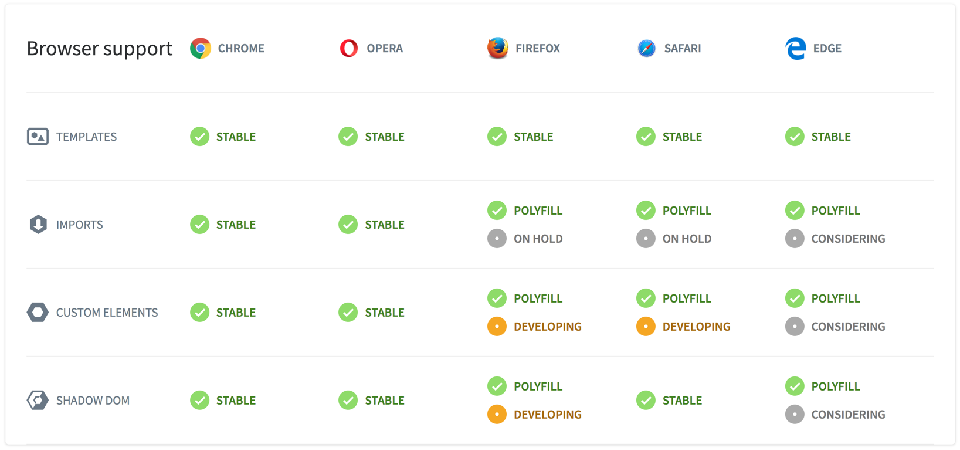 Browser support CHROME OPERA FIREFOX SAFARI EDGE
TEMPLATES STABLE STABLE STABLE STABLE STABLE
IMPORTS STABLE STABLE POLYFILL POLYFILL POLYFILL
ON HOLD ON HOLD CONSIDERING
CUSTOM ELEMENTS STABLE STABLE POLYFILL POLYFILL POLYFILL
DEVELOPING DEVELOPING CONSIDERING
SHADOW DOM STABLE STABLE POLYFILL STABLE POLYFILL
DEVELOPING CONSIDERING